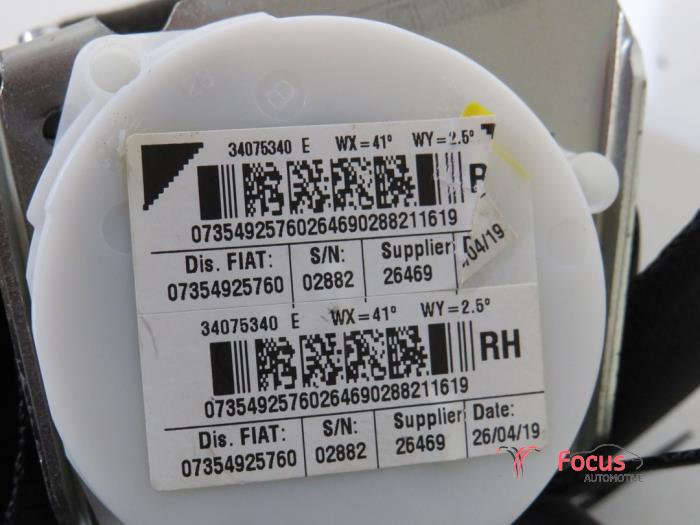 34075340 E WX=41° WY=2.5°
07354925760264690288211619
Dis. FIAT: S/N: Supplier
07354925760 02882 26469 /04/19
34075340 E WX=41° WY=2.5°
RH
07354925760264690288211619
Dis. FIAT: S/N: Supplier Date:
07354925760 02882 26469 26/04/19
Focus
AUTOMOTIVE